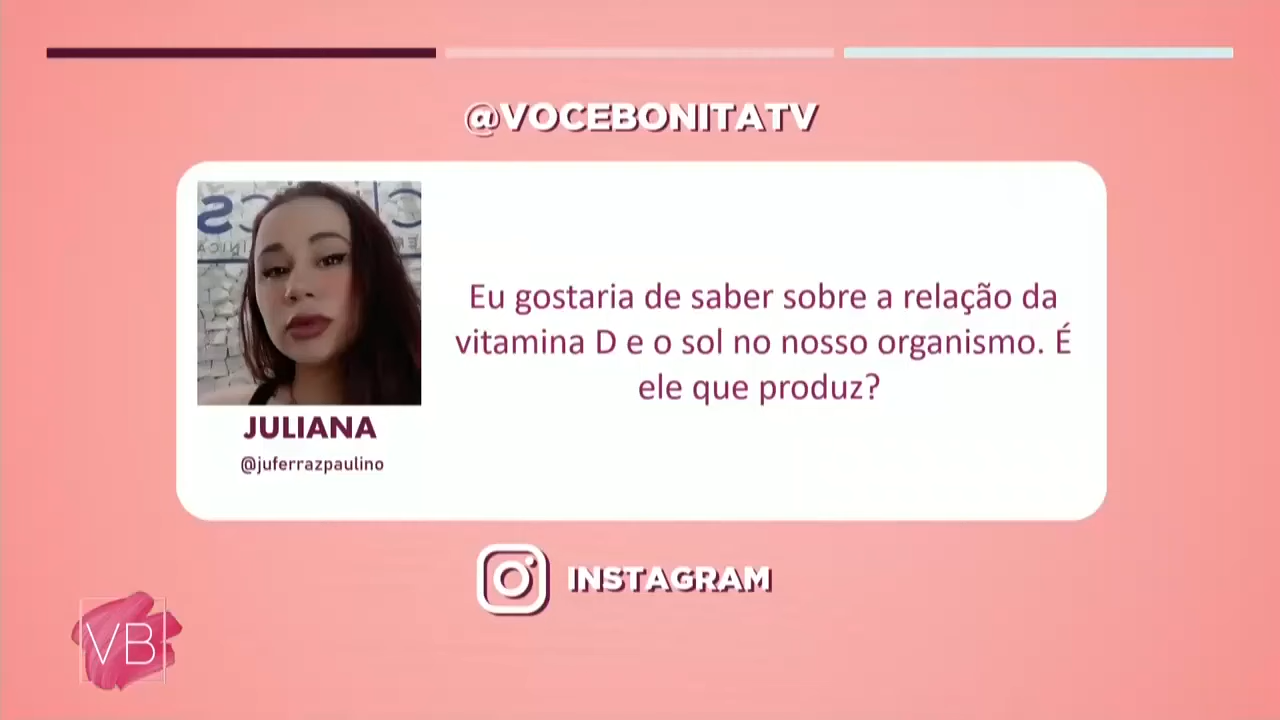 @VOCEBONITATV
Eu gostaria de saber sobre a relação da
vitamina D e o sol no nosso organismo. É
ele que produz?
JULIANA
@juferrazpaulino
INSTAGRAM
VB